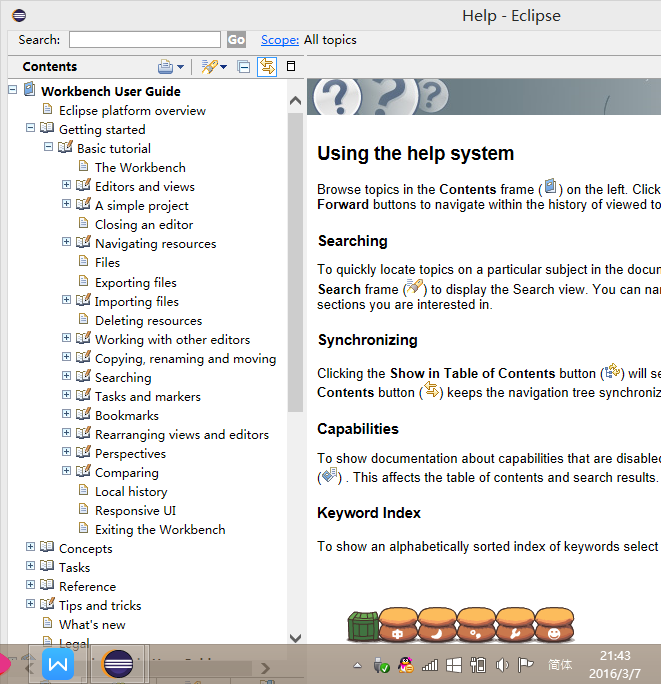 Help - Eclipse
Search:
Go
Scope: All topics
Contents
Workbench User Guide
Eclipse platform overview
Getting started
Basic tutorial
The Workbench
Editors and views
A simple project
Closing an editor
Navigating resources
Files
Exporting files
Importing files
Deleting resources
Working with other editors
Copying, renaming and moving
Searching
Tasks and markers
Bookmarks
Rearranging views and editors
Perspectives
Comparing
Local history
Responsive UI
Exiting the Workbench
Concepts
Tasks
Reference
Tips and tricks
What's new
Legal
Using the help system
Browse topics in the Contents frame ( ) on the left. Click
Forward buttons to navigate within the history of viewed to
Searching
To quickly locate topics on a particular subject in the docum
Search frame ( ) to display the Search view. You can nar
sections you are interested in.
Synchronizing
Clicking the Show in Table of Contents button ( ) will se
Contents button ( ) keeps the navigation tree synchroniz
Capabilities
To show documentation about capabilities that are disabled
( ) . This affects the table of contents and search results.
Keyword Index
To show an alphabetically sorted index of keywords select
中
简体
21:43
2016/3/7